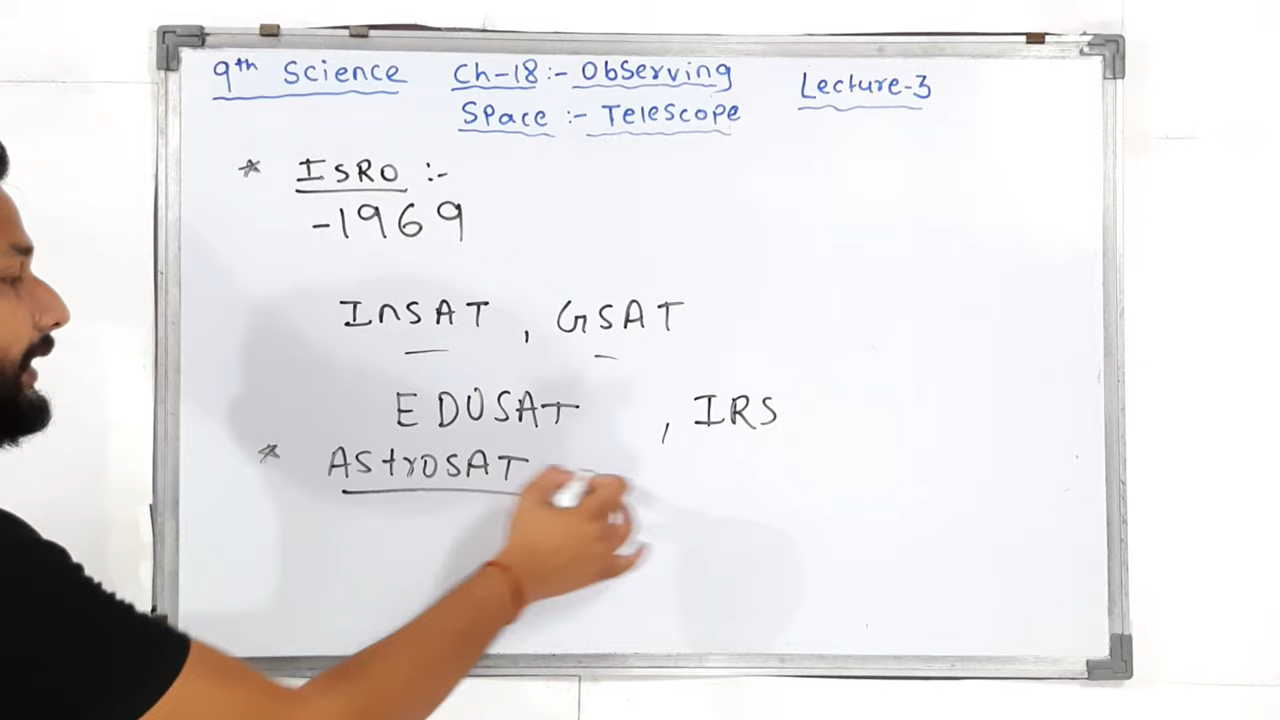 9th Science Ch-18:- Observing Lecture-3
Space :- Telescope
* ISRO :-
-1969
InSAT , GSAT
EDUSAT , IRS
* AStroSAT